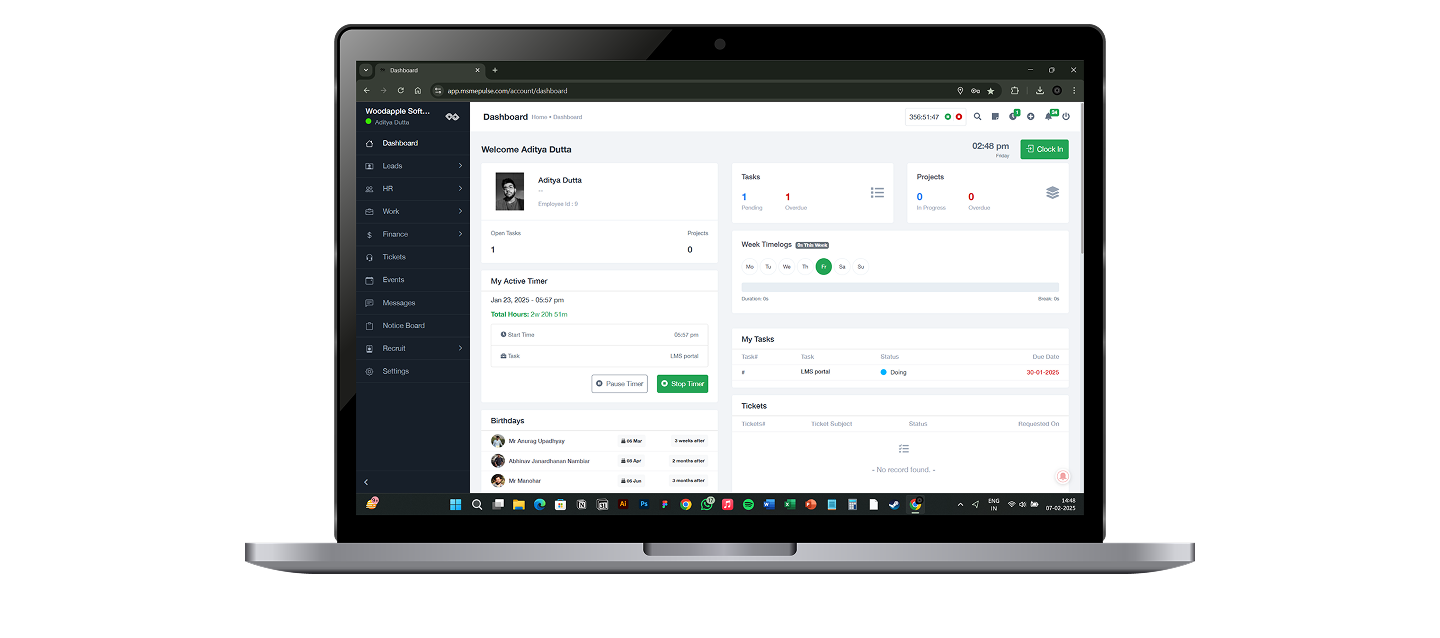 Dashboard
app.msmepulse.com/account/dashboard
Woodapple Soft...
Aditya Dutta
Dashboard
Leads
HR
Work
Finance
Tickets
Events
Messages
Notice Board
Recruit
Settings
Dashboard Home • Dashboard
356:51:47
1
34
Welcome Aditya Dutta
02:48 pm
Friday
Clock In
Aditya Dutta
--
Employee Id : 9
Open Tasks Projects
1 0
My Active Timer
Jan 23, 2025 - 05:57 pm
Total Hours: 2w 20h 51m
Start Time 05:57 pm
Task LMS portal
Pause Timer Stop Timer
Birthdays
Mr Anurag Upadhyay 06 Mar 3 weeks after
Abhinav Janardhanan Nambiar 08 Apr 2 months after
Mr Manohar 05 Jun 3 months after
Tasks
1 1
Pending Overdue
Projects
0 0
In Progress Overdue
Week Timelogs 0s This Week
Mo Tu We Th Fr Sa Su
Duration: 0s Break: 0s
My Tasks
Task# Task Status Due Date
# LMS portal Doing 30-01-2025
Tickets
Tickets# Ticket Subject Status Requested On
- No record found. -
Ai
Ps
ENG
IN
14:48
07-02-2025